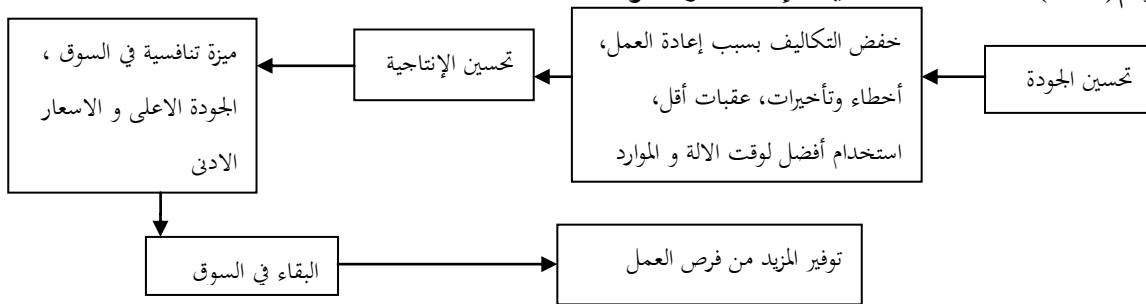 تحسين الجودة
خفض التكاليف بسبب إعادة العمل،
أخطاء وتأخيرات، عقبات أقل،
استخدام أفضل لوقت الالة و الموارد
تحسين الإنتاجية
ميزة تنافسية في السوق ،
الجودة الاعلى و الاسعار
الادنى
البقاء في السوق
توفير المزيد من فرص العمل